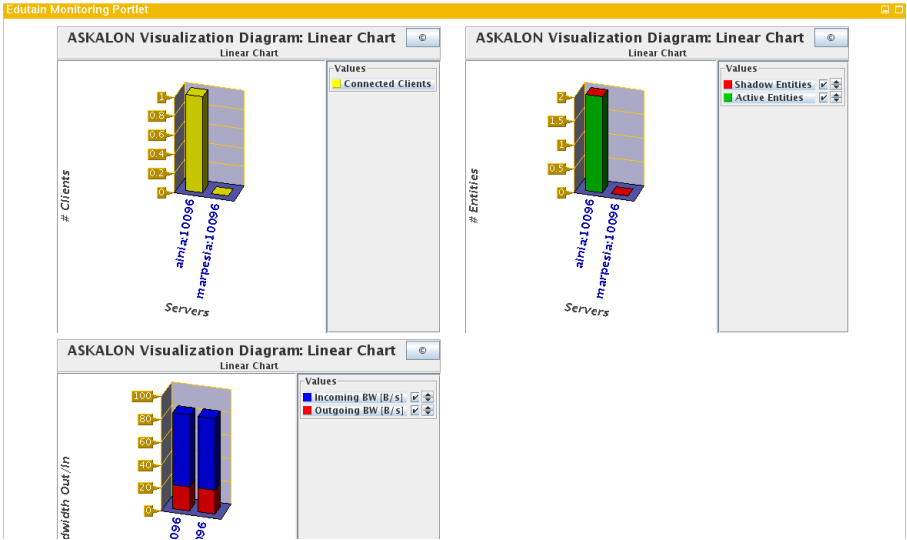 Edutain Monitoring Portlet
ASKALON Visualization Diagram: Linear Chart ©
Linear Chart
Values
Connected Clients
1
0.8
0.6
0.4
0.2
0
# Clients
ainia:10096
marpesia:10096
Servers
ASKALON Visualization Diagram: Linear Chart ©
Linear Chart
Values
Shadow Entities
Active Entities
2
1.5
1
0.5
0
# Entities
ainia:10096
marpesia:10096
Servers
ASKALON Visualization Diagram: Linear Chart ©
Linear Chart
Values
Incoming BW [B/s]
Outgoing BW [B/s]
100
80
60
40
20
0
dwidth Out/In
096
096